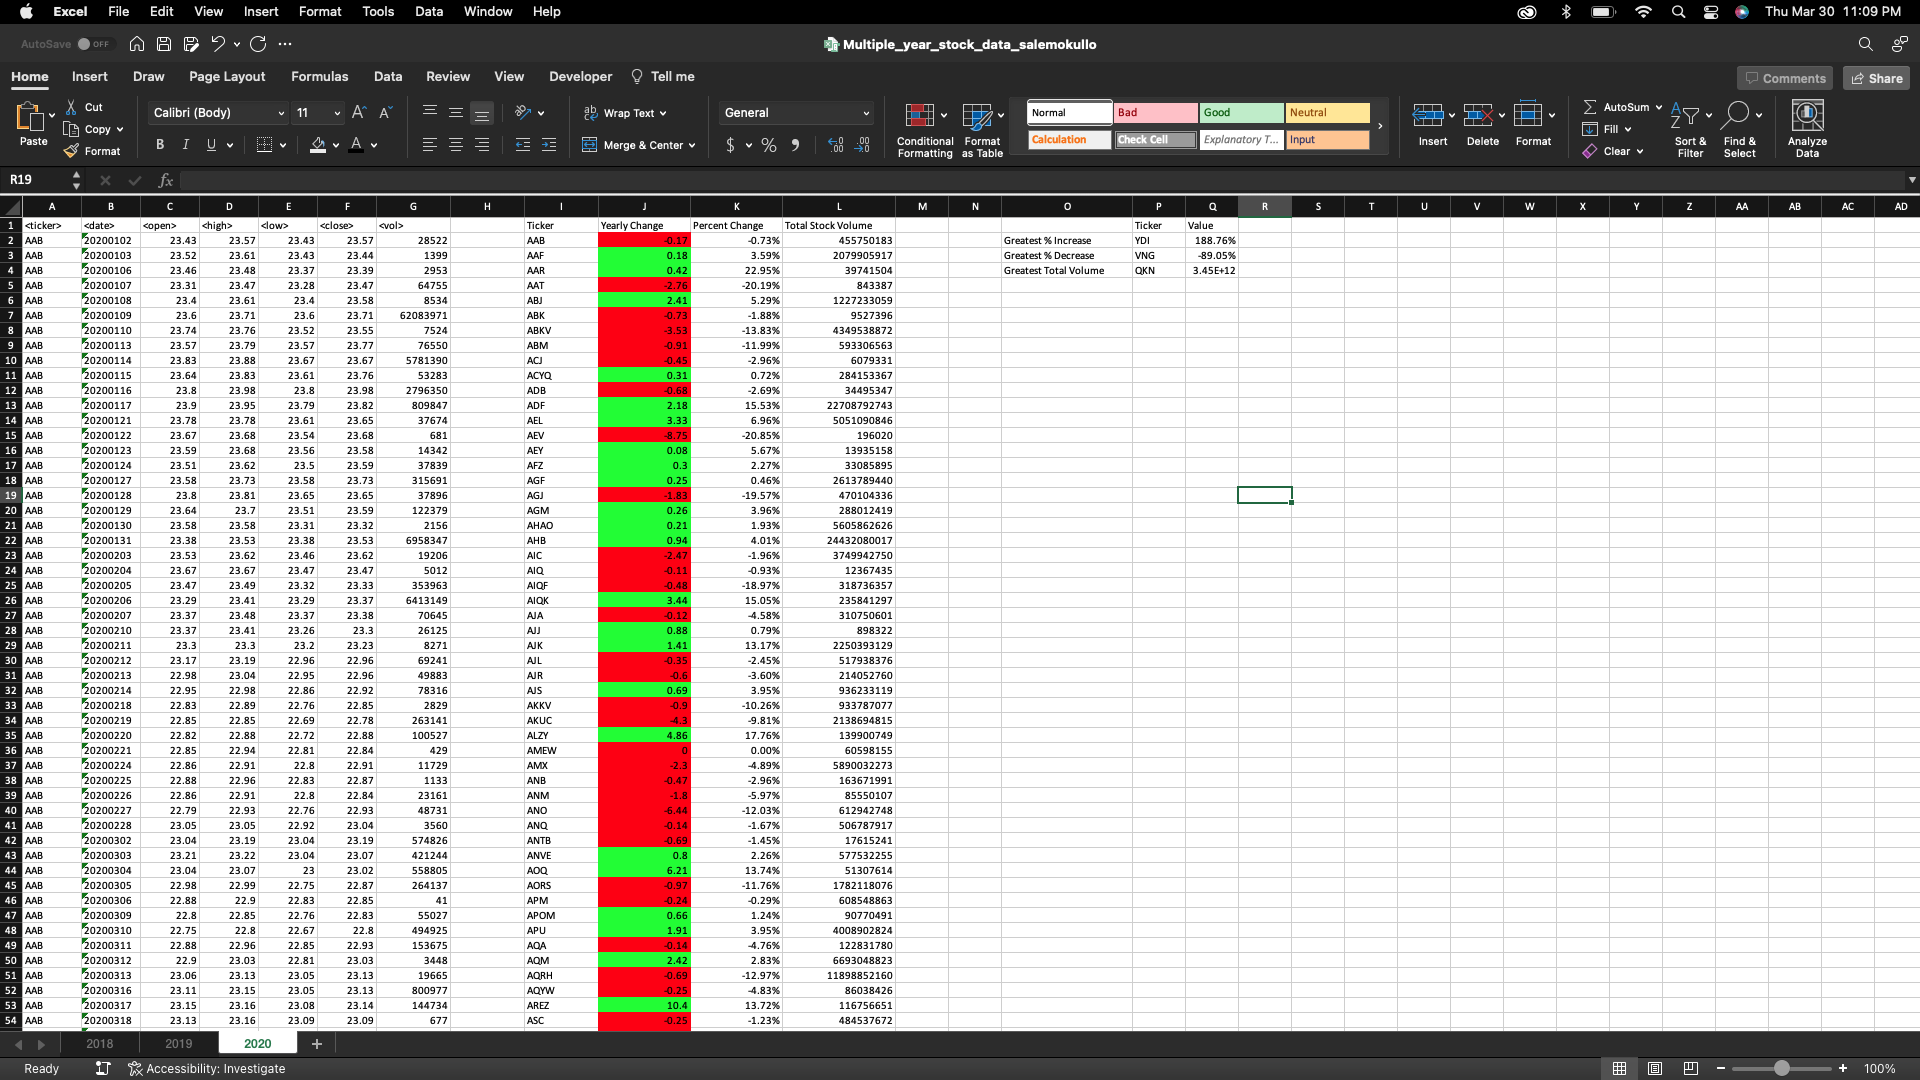 Excel File Edit View Insert Format Tools Data Window Help Thu Mar 30 11:09 PM
AutoSave OFF Multiple_year_stock_data_salemokullo
Home Insert Draw Page Layout Formulas Data Review View Developer Tell me Comments Share
Paste Cut Copy Format Calibri (Body) 11 Wrap Text Merge & Center General Conditional Formatting Format as Table Normal Bad Good Neutral Calculation Check Cell Explanatory T... Input Insert Delete Format AutoSum Fill Clear Sort & Filter Find & Select Analyze Data
R19 fx
A B C D E F G H I J K L M N O P Q R S T U V W X Y Z AA AB AC AD
1 <ticker> <date> <open> <high> <low> <close> <vol> Ticker Yearly Change Percent Change Total Stock Volume Ticker Value
2 AAB 20200102 23.43 23.57 23.43 23.57 28522 AAB -0.17 -0.73% 455750183 Greatest % Increase YDI 188.76%
3 AAB 20200103 23.52 23.61 23.43 23.44 1399 AAF 0.18 3.59% 2079905917 Greatest % Decrease VNG -89.05%
4 AAB 20200106 23.46 23.48 23.37 23.39 2953 AAR 0.42 22.95% 39741504 Greatest Total Volume QKN 3.45E+12
5 AAB 20200107 23.31 23.47 23.28 23.47 64755 AAT -2.76 -20.19% 843387
6 AAB 20200108 23.4 23.61 23.4 23.58 8534 ABJ 2.41 5.29% 1227233059
7 AAB 20200109 23.6 23.71 23.6 23.71 62083971 ABK -0.73 -1.88% 9527396
8 AAB 20200110 23.74 23.76 23.52 23.55 7524 ABKV -3.53 -13.83% 4349538872
9 AAB 20200113 23.57 23.79 23.57 23.77 76550 ABM -0.91 -11.99% 593306563
10 AAB 20200114 23.83 23.88 23.67 23.67 5781390 ACJ -0.45 -2.96% 6079331
11 AAB 20200115 23.64 23.83 23.61 23.76 53283 ACYQ 0.31 0.72% 284153367
12 AAB 20200116 23.8 23.98 23.8 23.98 2796350 ADB -0.68 -2.69% 34495347
13 AAB 20200117 23.9 23.95 23.79 23.82 809847 ADF 2.18 15.53% 22708792743
14 AAB 20200121 23.78 23.78 23.61 23.65 37674 AEL 3.33 6.96% 5051090846
15 AAB 20200122 23.67 23.68 23.54 23.68 681 AEV -8.75 -20.85% 196020
16 AAB 20200123 23.59 23.68 23.56 23.58 14342 AEY 0.08 5.67% 13935158
17 AAB 20200124 23.51 23.62 23.5 23.59 37839 AFZ 0.3 2.27% 33085895
18 AAB 20200127 23.58 23.73 23.58 23.73 315691 AGF 0.25 0.46% 2613789440
19 AAB 20200128 23.8 23.81 23.65 23.65 37896 AGJ -1.83 -19.57% 470104336
20 AAB 20200129 23.64 23.7 23.51 23.59 122379 AGM 0.26 3.96% 288012419
21 AAB 20200130 23.58 23.58 23.31 23.32 2156 AHAO 0.21 1.93% 5605862626
22 AAB 20200131 23.38 23.53 23.38 23.53 6958347 AHB 0.94 4.01% 24432080017
23 AAB 20200203 23.53 23.62 23.46 23.62 19206 AIC -2.47 -1.96% 3749942750
24 AAB 20200204 23.67 23.67 23.47 23.47 5012 AIQ -0.11 -0.93% 12367435
25 AAB 20200205 23.47 23.49 23.32 23.33 353963 AIQF -0.48 -18.97% 318736357
26 AAB 20200206 23.29 23.41 23.29 23.37 6413149 AIQK 3.44 15.05% 235841297
27 AAB 20200207 23.37 23.48 23.37 23.38 70645 AJA -0.12 -4.58% 310750601
28 AAB 20200210 23.37 23.41 23.26 23.3 26125 AJJ 0.88 0.79% 898322
29 AAB 20200211 23.3 23.3 23.2 23.23 8271 AJK 1.41 13.17% 2250393129
30 AAB 20200212 23.17 23.19 22.96 22.96 69241 AJL -0.35 -2.45% 517938376
31 AAB 20200213 22.98 23.04 22.95 22.96 49883 AJR -0.6 -3.60% 214052760
32 AAB 20200214 22.95 22.98 22.86 22.92 78316 AJS 0.69 3.95% 936233119
33 AAB 20200218 22.83 22.89 22.76 22.85 2829 AKKV -0.9 -10.26% 933787077
34 AAB 20200219 22.85 22.85 22.69 22.78 263141 AKUC -4.3 -9.81% 2138694815
35 AAB 20200220 22.82 22.88 22.72 22.88 100527 ALZY 4.86 17.76% 139900749
36 AAB 20200221 22.85 22.94 22.81 22.84 429 AMEW 0 0.00% 60598155
37 AAB 20200224 22.86 22.91 22.8 22.91 11729 AMX -2.3 -4.89% 5890032273
38 AAB 20200225 22.88 22.96 22.83 22.87 1133 ANB -0.47 -2.96% 163671991
39 AAB 20200226 22.86 22.91 22.8 22.84 23161 ANM -1.8 -5.97% 85550107
40 AAB 20200227 22.79 22.93 22.76 22.93 48731 ANO -6.44 -12.03% 612942748
41 AAB 20200228 23.05 23.05 22.92 23.04 3560 ANQ -0.14 -1.67% 506787917
42 AAB 20200302 23.04 23.19 23.04 23.19 574826 ANTB -0.69 -1.45% 17615241
43 AAB 20200303 23.21 23.22 23.04 23.07 421244 ANVE 0.8 2.26% 577532255
44 AAB 20200304 23.04 23.07 23 23.02 558805 AOQ 6.21 13.74% 51307614
45 AAB 20200305 22.98 22.99 22.75 22.87 264137 AORS -0.97 -11.76% 1782118076
46 AAB 20200306 22.88 22.9 22.83 22.85 41 APM -0.24 -0.29% 608548863
47 AAB 20200309 22.8 22.85 22.76 22.83 55027 APOM 0.66 1.24% 90770491
48 AAB 20200310 22.75 22.8 22.67 22.8 494925 APU 1.91 3.95% 4008902824
49 AAB 20200311 22.88 22.96 22.85 22.93 153675 AQA -0.14 -4.76% 122831780
50 AAB 20200312 22.9 23.03 22.81 23.03 3448 AQM 2.42 2.83% 6693048823
51 AAB 20200313 23.06 23.13 23.05 23.13 19665 AQRH -0.69 -12.97% 11898852160
52 AAB 20200316 23.11 23.15 23.05 23.13 800977 AQYW -0.25 -4.83% 86038426
53 AAB 20200317 23.15 23.16 23.08 23.14 144734 AREZ 10.4 13.72% 116756651
54 AAB 20200318 23.13 23.16 23.09 23.09 677 ASC -0.25 -1.23% 484537672
2018 2019 2020
Ready Accessibility: Investigate 100%